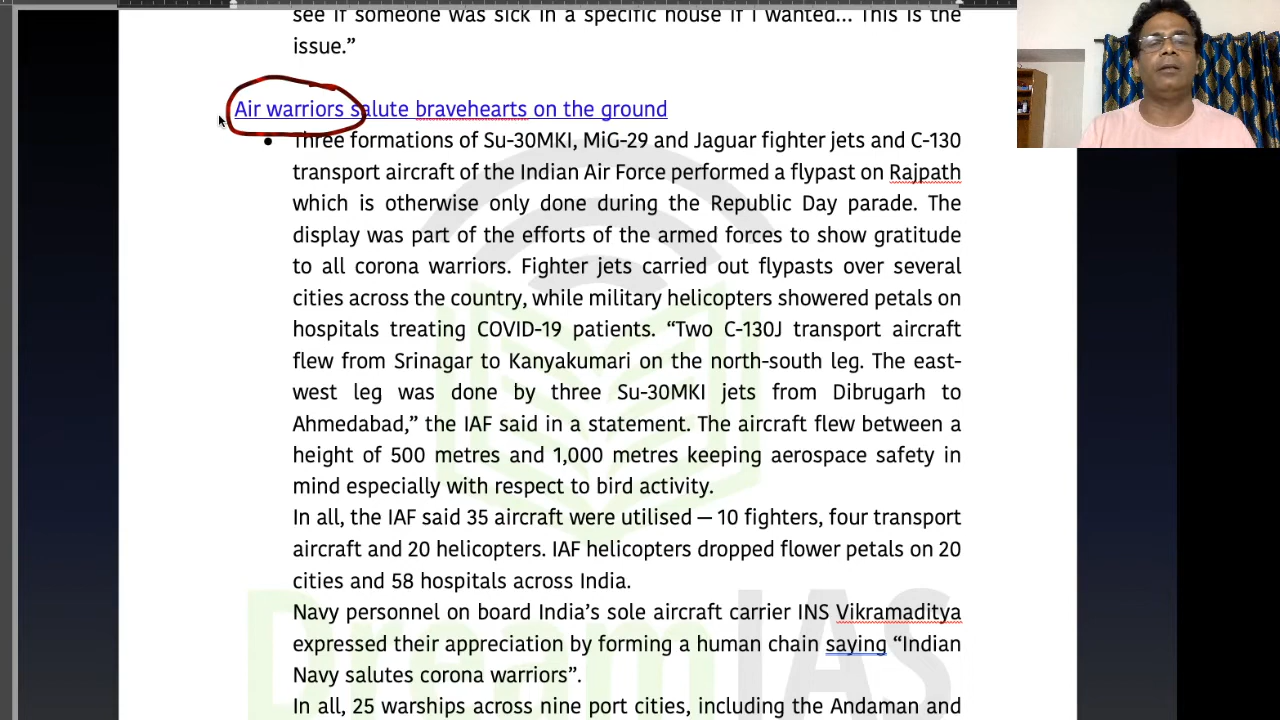 see if someone was sick in a specific house if I wanted... This is the
issue.”
Air warriors salute bravehearts on the ground
Three formations of Su-30MKI, MiG-29 and Jaguar fighter jets and C-130
transport aircraft of the Indian Air Force performed a flypast on Rajpath
which is otherwise only done during the Republic Day parade. The
display was part of the efforts of the armed forces to show gratitude
to all corona warriors. Fighter jets carried out flypasts over several
cities across the country, while military helicopters showered petals on
hospitals treating COVID-19 patients. “Two C-130J transport aircraft
flew from Srinagar to Kanyakumari on the north-south leg. The east-
west leg was done by three Su-30MKI jets from Dibrugarh to
Ahmedabad,” the IAF said in a statement. The aircraft flew between a
height of 500 metres and 1,000 metres keeping aerospace safety in
mind especially with respect to bird activity.
In all, the IAF said 35 aircraft were utilised — 10 fighters, four transport
aircraft and 20 helicopters. IAF helicopters dropped flower petals on 20
cities and 58 hospitals across India.
Navy personnel on board India’s sole aircraft carrier INS Vikramaditya
expressed their appreciation by forming a human chain saying “Indian
Navy salutes corona warriors”.
In all, 25 warships across nine port cities, including the Andaman and
DreamIAS